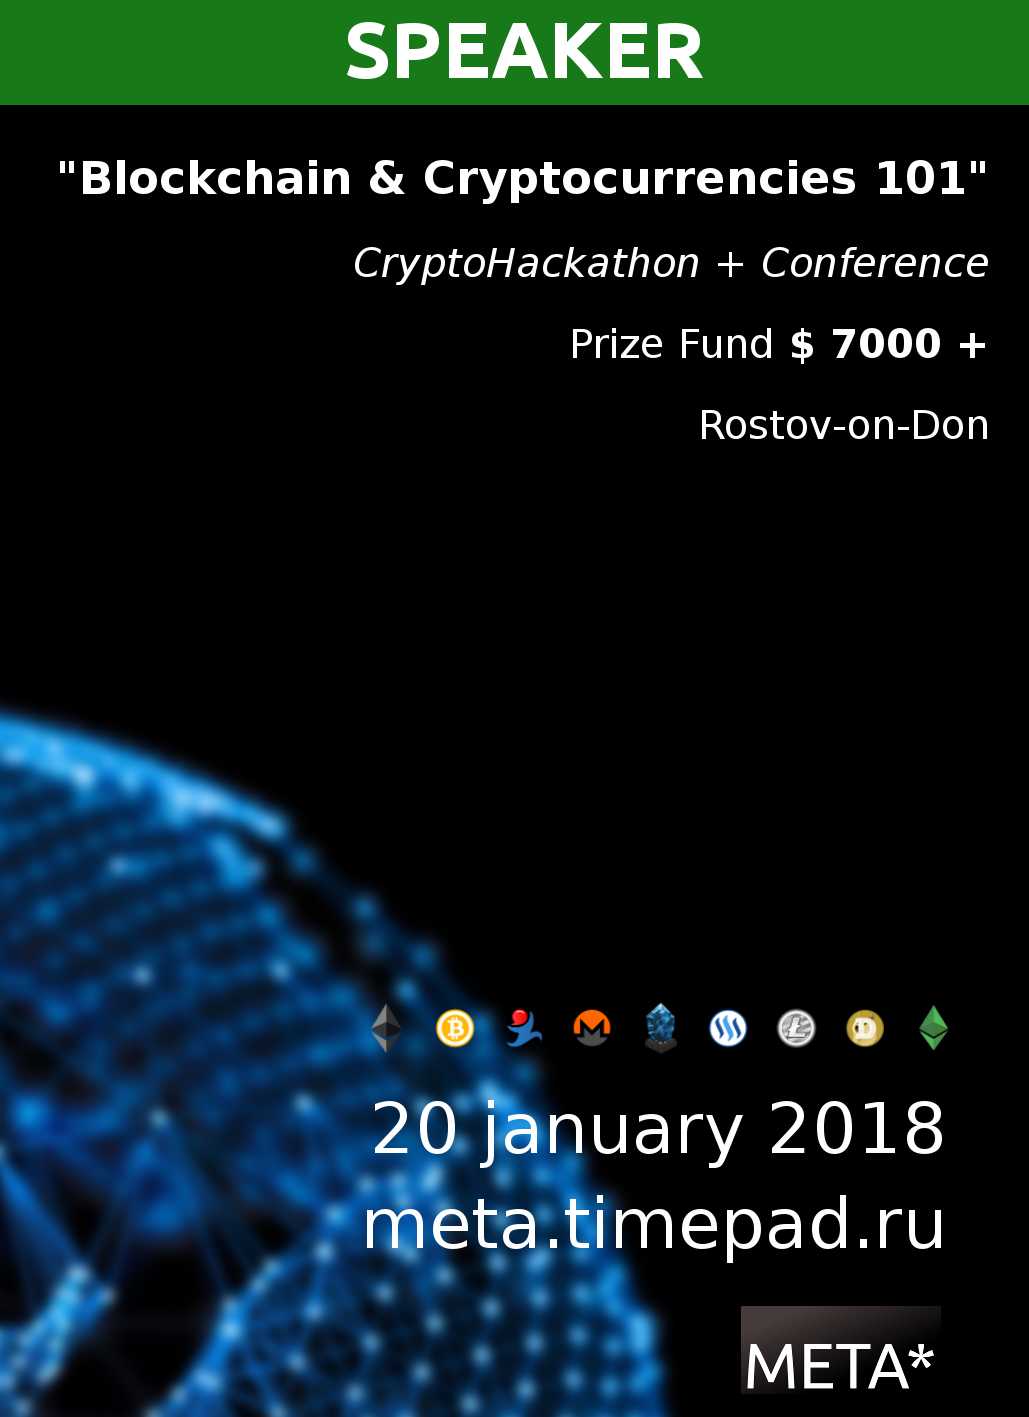 SPEAKER
"Blockchain & Cryptocurrencies 101"
CryptoHackathon + Conference
Prize Fund $ 7000 +
Rostov-on-Don
20 january 2018
meta.timepad.ru
META*